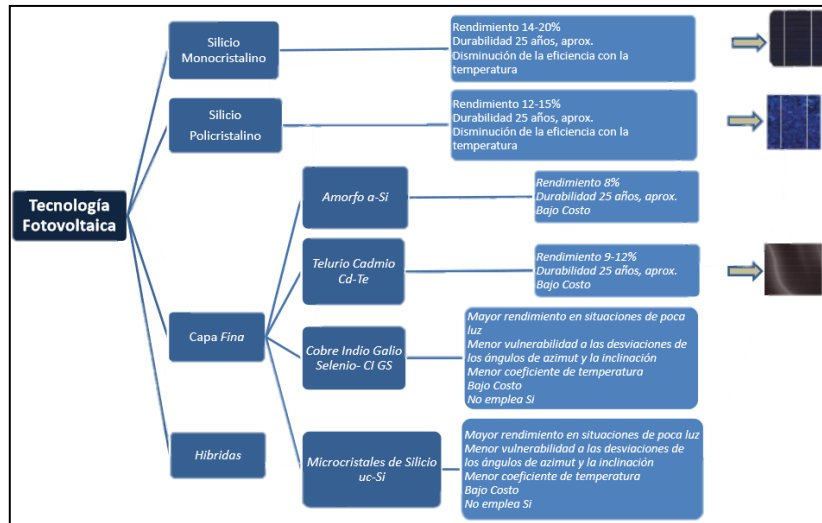 Tecnología
Fotovoltaica
Silicio
Monocristalino
Rendimiento 14-20%
Durabilidad 25 años, aprox.
Disminución de la eficiencia con la
temperatura
Silicio
Policristalino
Rendimiento 12-15%
Durabilidad 25 años, aprox.
Disminución de la eficiencia con la
temperatura
Capa Fina
Amorfo a-Si
Rendimiento 8%
Durabilidad 25 años, aprox.
Bajo Costo
Telurio Cadmio
Cd-Te
Rendimiento 9-12%
Durabilidad 25 años, aprox.
Bajo Costo
Cobre Indio Galio
Selenio- CI GS
Mayor rendimiento en situaciones de poca
luz
Menor vulnerabilidad a las desviaciones de
los ángulos de azimut y la inclinación
Menor coeficiente de temperatura
Bajo Costo
No emplea Si
Microcristales de Silicio
uc-Si
Mayor rendimiento en situaciones de poca luz
Menor vulnerabilidad a las desviaciones de
los ángulos de azimut y la inclinación
Menor coeficiente de temperatura
Bajo Costo
No emplea Si
Híbridas